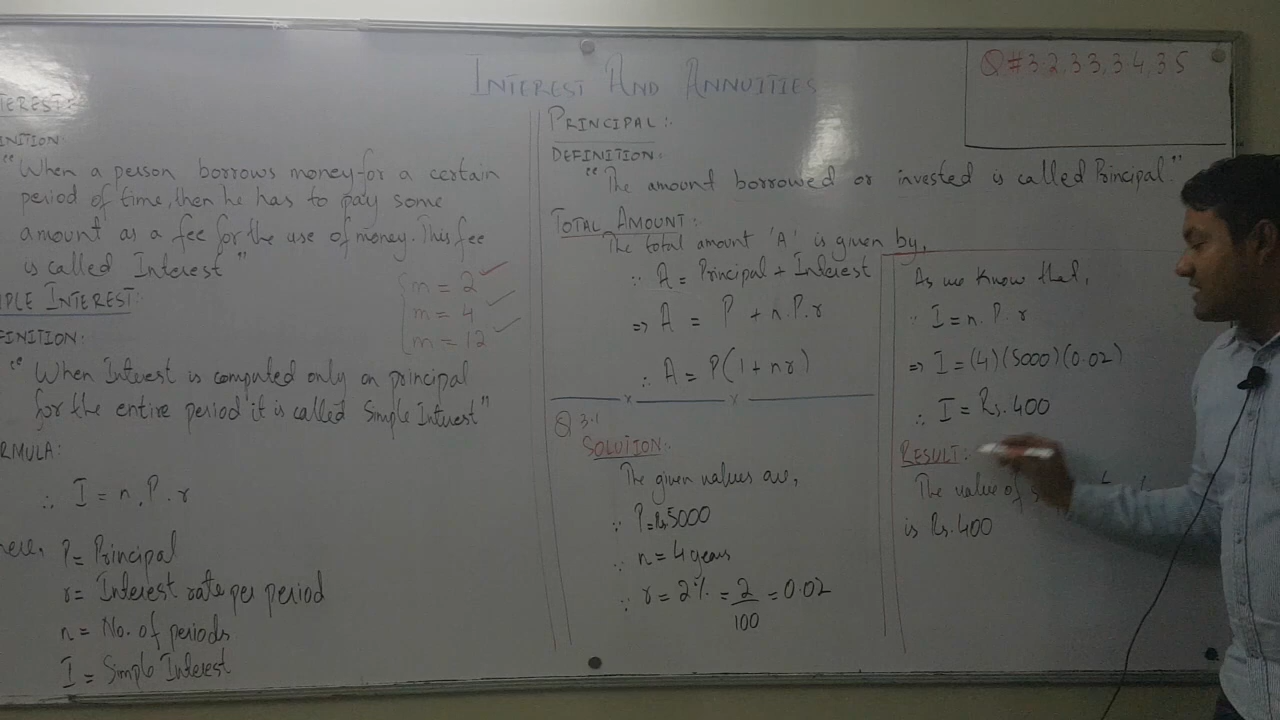 INTEREST AND ANNUITIES
Q # 3.2, 3.3, 3.4, 3.5
TEREST:
INITION:
"When a person borrows money for a certain
period of time, then he has to pay some
amount as a fee for the use of money. This fee
is called Interest"
m = 2
m = 4
m = 12
PLE INTEREST:
FINITION:
"When Interest is computed only on principal
for the entire period it is called Simple Interest"
RMULA:
∴ I = n. P. r
here, P = Principal
r = Interest rate per period
n = No. of periods
I = Simple Interest
PRINCIPAL:
DEFINITION:
"The amount borrowed or invested is called Principal"
TOTAL AMOUNT:
The total amount 'A' is given by,
∵ A = Principal + Interest
=> A = P + n.P.r
∴ A = P(1 + nr)
Q 3.1
SOLUTION:
The given values are,
∵ P = Rs.5000
∵ n = 4 years
∵ r = 2% = 2/100 = 0.02
As we know that,
∵ I = n. P. r
=> I = (4)(5000)(0.02)
∴ I = Rs. 400
RESULT:
The value of
is Rs. 400